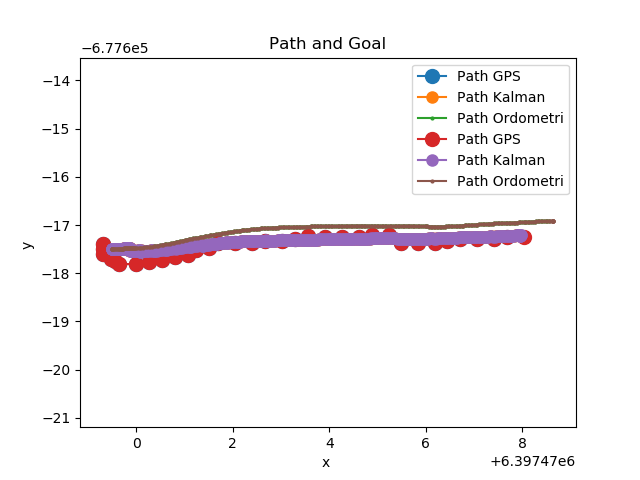 Path and Goal
−6.776e5
Path GPS
Path Kalman
Path Ordometri
Path GPS
Path Kalman
Path Ordometri
−14
−15
−16
−17
−18
−19
−20
−21
y
0 2 4 6 8
x
+6.39747e6